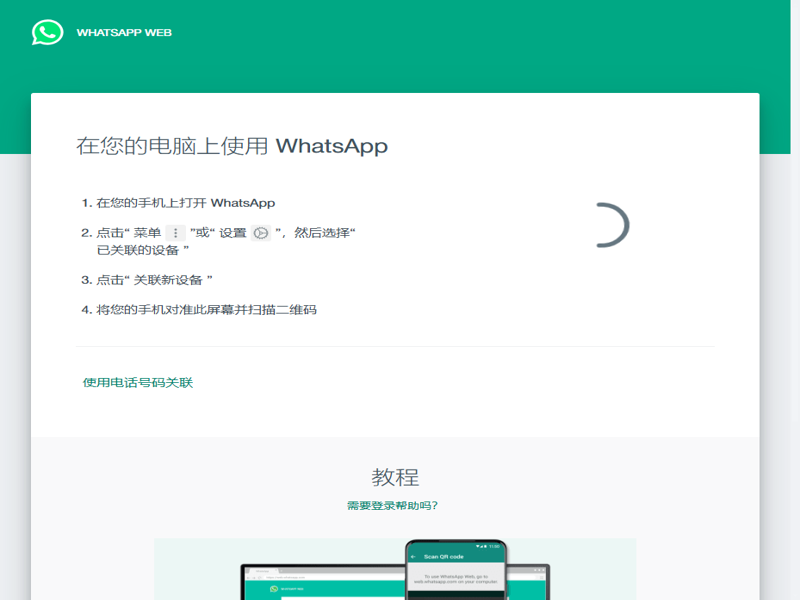 WHATSAPP WEB
在您的电脑上使用 WhatsApp
1. 在您的手机上打开 WhatsApp
2. 点击“ 菜单 ”或“ 设置 ”，然后选择“
已关联的设备 ”
3. 点击“ 关联新设备 ”
4. 将您的手机对准此屏幕并扫描二维码
使用电话号码关联
教程
需要登录帮助吗?
Scan QR code
To use WhatsApp Web, go to
web.whatsapp.com on your computer.